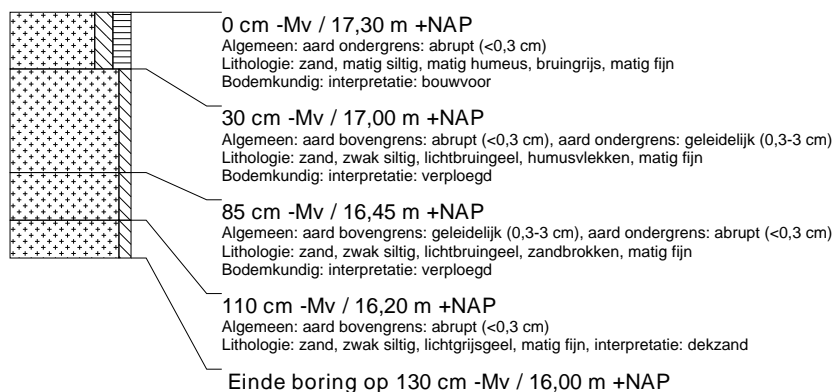 0 cm -Mv / 17,30 m +NAP
Algemeen: aard ondergrens: abrupt (<0,3 cm)
Lithologie: zand, matig siltig, matig humeus, bruingrijs, matig fijn
Bodemkundig: interpretatie: bouwvoor
30 cm -Mv / 17,00 m +NAP
Algemeen: aard bovengrens: abrupt (<0,3 cm), aard ondergrens: geleidelijk (0,3-3 cm)
Lithologie: zand, zwak siltig, lichtbruingeel, humusvlekken, matig fijn
Bodemkundig: interpretatie: verploegd
85 cm -Mv / 16,45 m +NAP
Algemeen: aard bovengrens: geleidelijk (0,3-3 cm), aard ondergrens: abrupt (<0,3 cm)
Lithologie: zand, zwak siltig, lichtbruingeel, zandbrokken, matig fijn
Bodemkundig: interpretatie: verploegd
110 cm -Mv / 16,20 m +NAP
Algemeen: aard bovengrens: abrupt (<0,3 cm)
Lithologie: zand, zwak siltig, lichtgrijsgeel, matig fijn, interpretatie: dekzand
Einde boring op 130 cm -Mv / 16,00 m +NAP